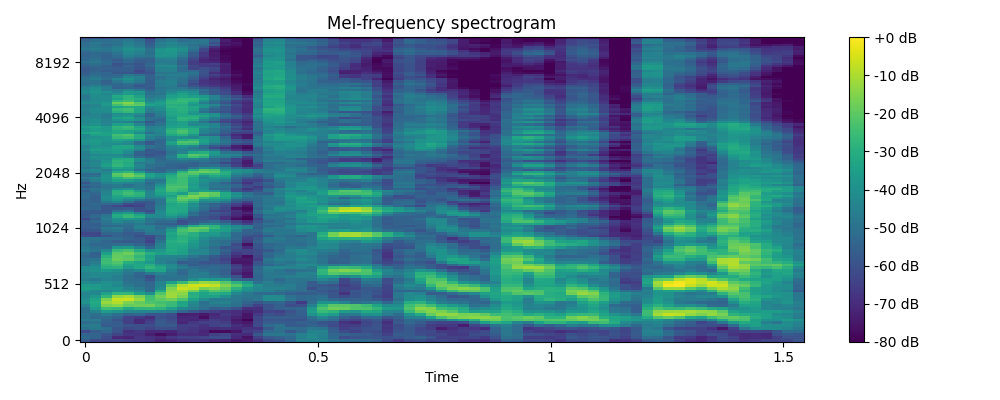 Mel-frequency spectrogram
Hz
8192
4096
2048
1024
512
0
0
0.5
1
1.5
Time
+0 dB
-10 dB
-20 dB
-30 dB
-40 dB
-50 dB
-60 dB
-70 dB
-80 dB